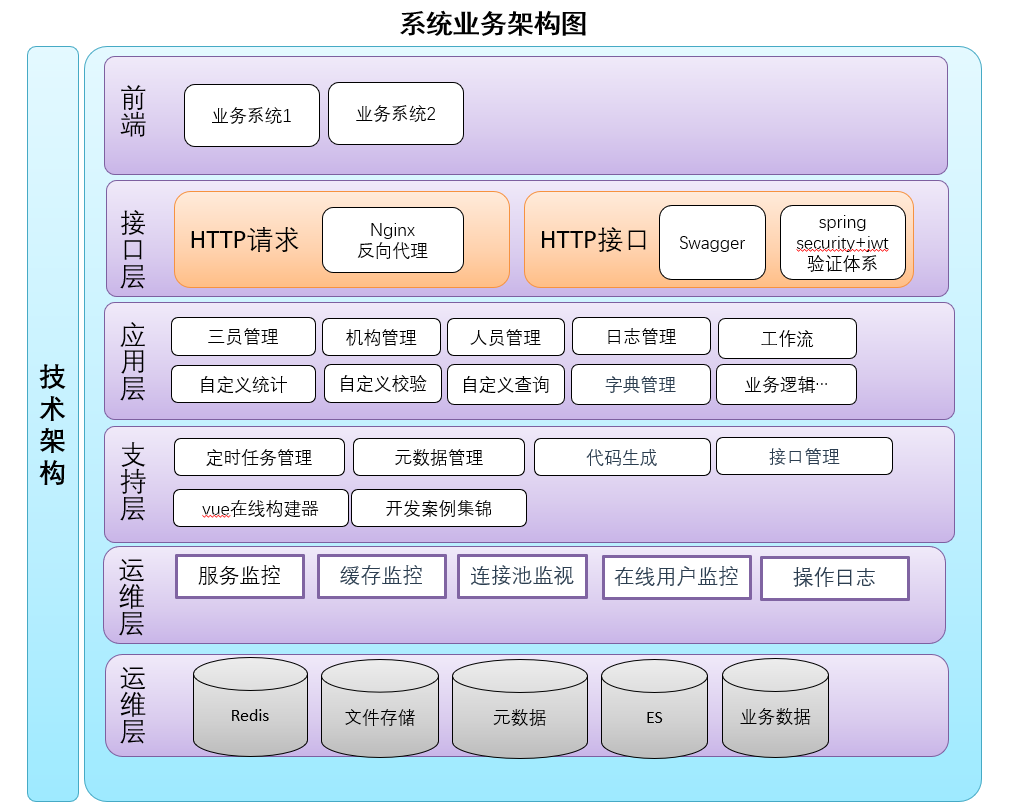 系统业务架构图
技术架构
前端
业务系统1
业务系统2
接口层
HTTP请求
Nginx
反向代理
HTTP接口
Swagger
spring
security+jwt
验证体系
应用层
三员管理
机构管理
人员管理
日志管理
工作流
自定义统计
自定义校验
自定义查询
字典管理
业务逻辑…
支持层
定时任务管理
元数据管理
代码生成
接口管理
vue在线构建器
开发案例集锦
运维层
服务监控
缓存监控
连接池监视
在线用户监控
操作日志
运维层
Redis
文件存储
元数据
ES
业务数据